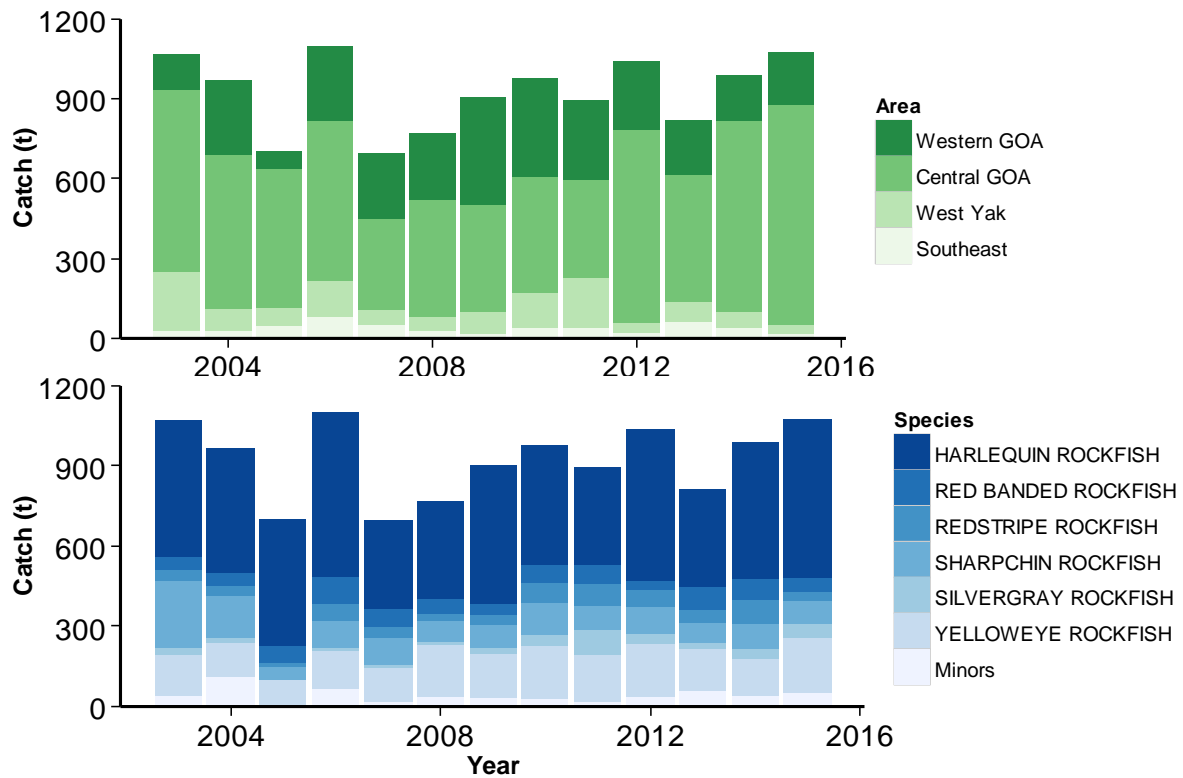 1200
900
600
300
0
Catch (t)
2004
2008
2012
2016
Area
Western GOA
Central GOA
West Yak
Southeast
1200
900
600
300
0
Catch (t)
2004
2008
2012
2016
Year
Species
HARLEQUIN ROCKFISH
RED BANDED ROCKFISH
REDSTRIPE ROCKFISH
SHARPCHIN ROCKFISH
SILVERGRAY ROCKFISH
YELLOWEYE ROCKFISH
Minors